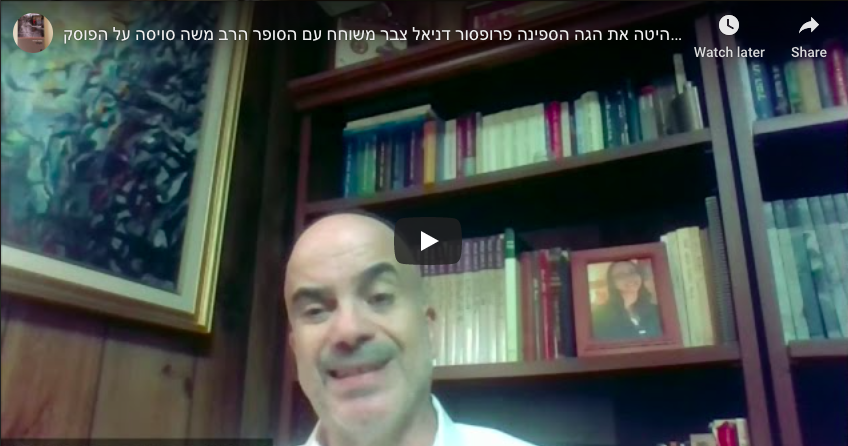 היטה את הגה הספינה פרופסור דניאל צבר משוחח עם הסופר הרב משה סויסה על הפוסק...
Watch later
Share